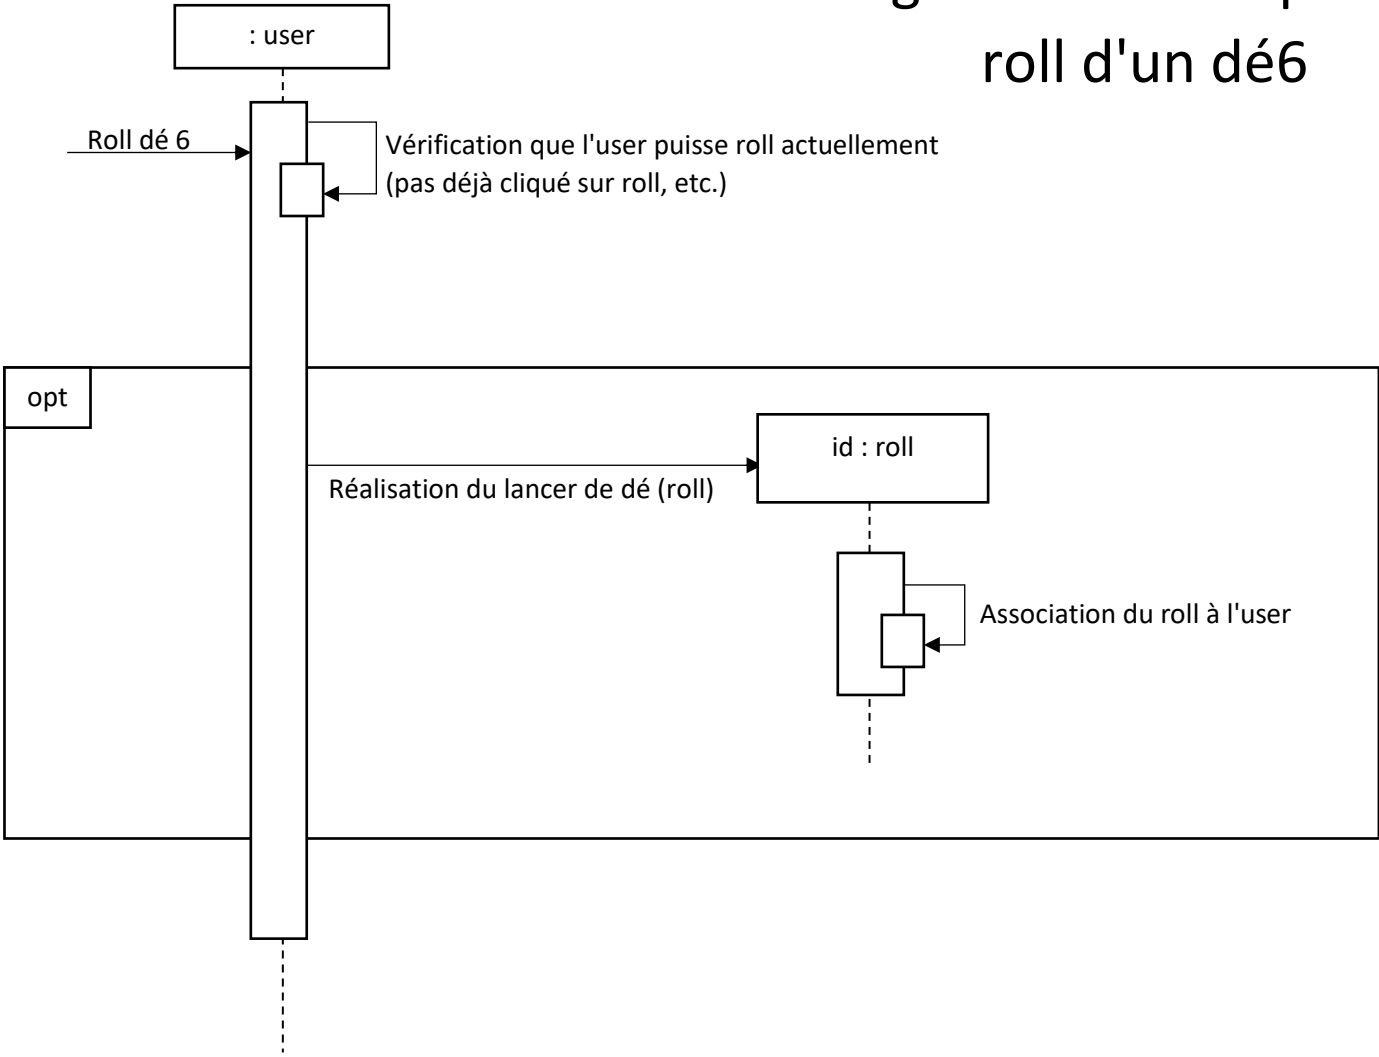 roll d'un dé6
: user
Roll dé 6
Vérification que l'user puisse roll actuellement
(pas déjà cliqué sur roll, etc.)
opt
id : roll
Réalisation du lancer de dé (roll)
Association du roll à l'user